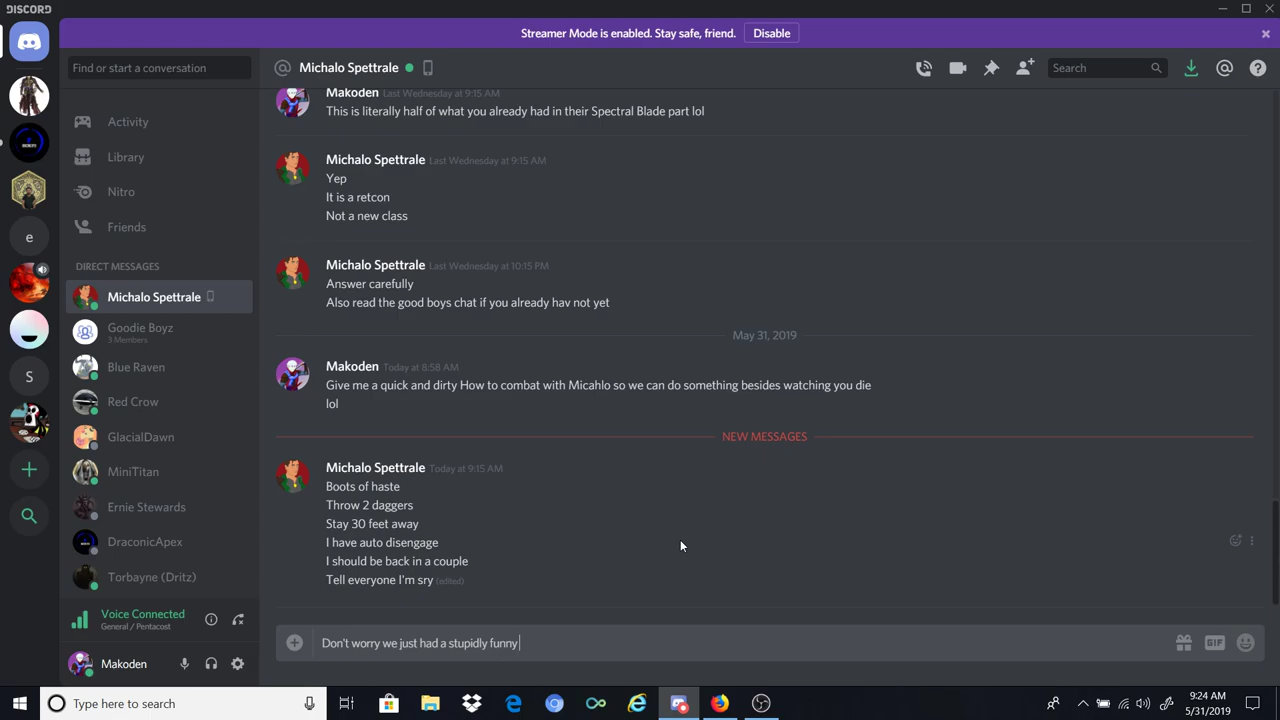 DISCORD
Streamer Mode is enabled. Stay safe, friend. Disable
Find or start a conversation
Michalo Spettrale
Search
Activity
Library
Nitro
Friends
DIRECT MESSAGES
Michalo Spettrale
Goodie Boyz
3 Members
Blue Raven
Red Crow
GlacialDawn
MiniTitan
Ernie Stewards
DraconicApex
Torbayne (Dritz)
Voice Connected
General / Pentacost
Makoden
e
S
Makoden Last Wednesday at 9:15 AM
This is literally half of what you already had in their Spectral Blade part lol
Michalo Spettrale Last Wednesday at 9:15 AM
Yep
It is a retcon
Not a new class
Michalo Spettrale Last Wednesday at 10:15 PM
Answer carefully
Also read the good boys chat if you already hav not yet
May 31, 2019
Makoden Today at 8:58 AM
Give me a quick and dirty How to combat with Micahlo so we can do something besides watching you die
lol
NEW MESSAGES
Michalo Spettrale Today at 9:15 AM
Boots of haste
Throw 2 daggers
Stay 30 feet away
I have auto disengage
I should be back in a couple
Tell everyone I'm sry (edited)
Don't worry we just had a stupidly funny
GIF
Type here to search
9:24 AM
5/31/2019